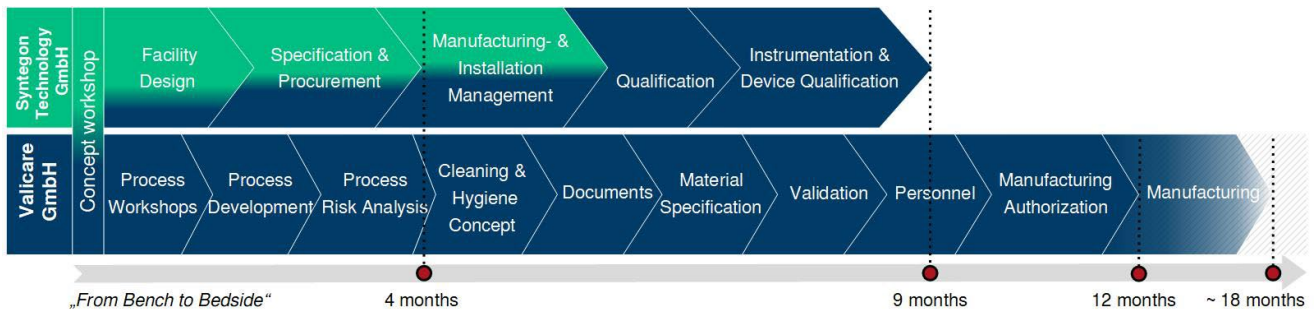 Syntegon
Technology
GmbH
Concept workshop
Facility
Design
Specification &
Procurement
Manufacturing- &
Installation
Management
Qualification
Instrumentation &
Device Qualification
Valicare
GmbH
Process
Workshops
Process
Development
Process
Risk Analysis
Cleaning &
Hygiene
Concept
Documents
Material
Specification
Validation
Personnel
Manufacturing
Authorization
Manufacturing
„From Bench to Bedside“
4 months
9 months
12 months
~ 18 months